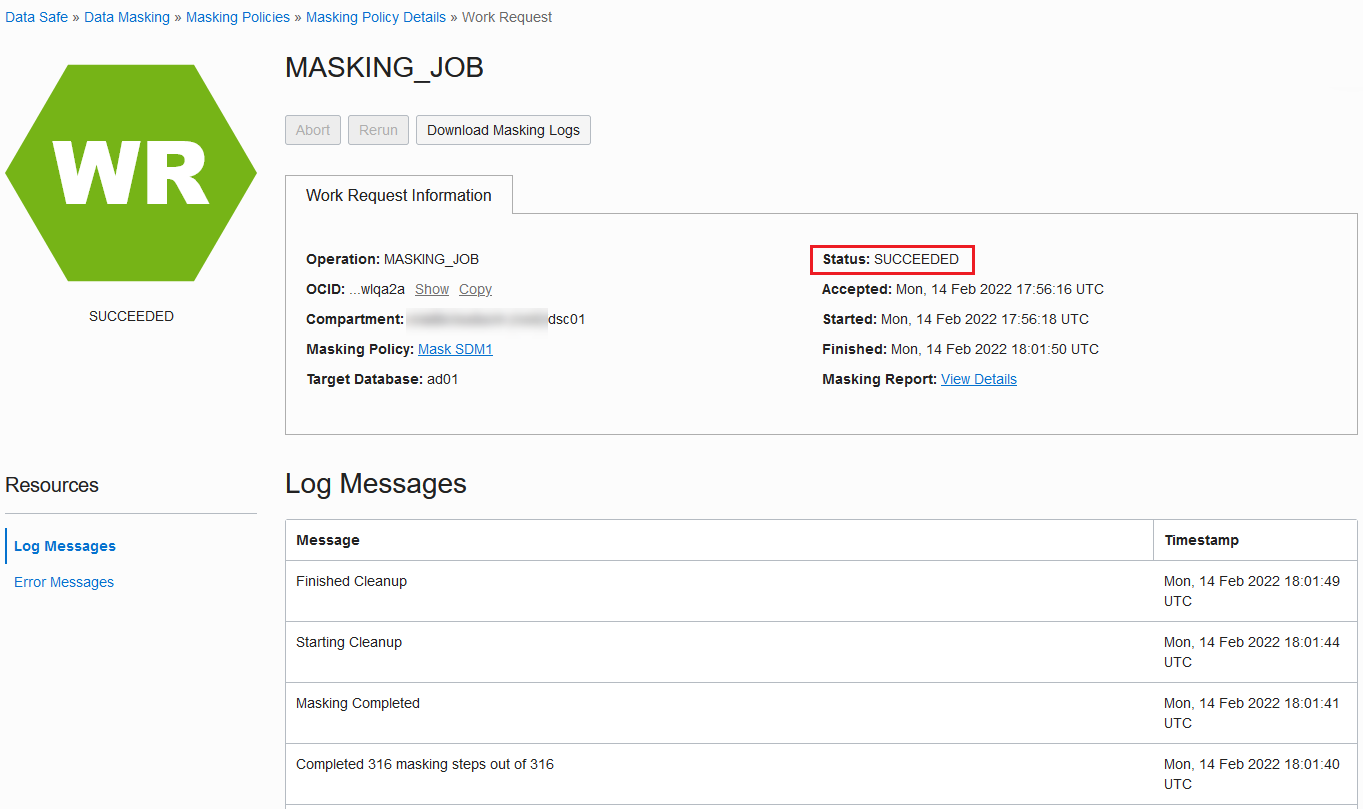 Data Safe » Data Masking » Masking Policies » Masking Policy Details » Work Request
WR
SUCCEEDED
MASKING_JOB
Abort Rerun Download Masking Logs
Work Request Information
Operation: MASKING_JOB
OCID: ...wlqa2a Show Copy
Compartment: dsc01
Masking Policy: Mask SDM1
Target Database: ad01
Status: SUCCEEDED
Accepted: Mon, 14 Feb 2022 17:56:16 UTC
Started: Mon, 14 Feb 2022 17:56:18 UTC
Finished: Mon, 14 Feb 2022 18:01:50 UTC
Masking Report: View Details
Resources
Log Messages
Error Messages
Log Messages
Message Timestamp
Finished Cleanup Mon, 14 Feb 2022 18:01:49
UTC
Starting Cleanup Mon, 14 Feb 2022 18:01:44
UTC
Masking Completed Mon, 14 Feb 2022 18:01:41
UTC
Completed 316 masking steps out of 316 Mon, 14 Feb 2022 18:01:40
UTC